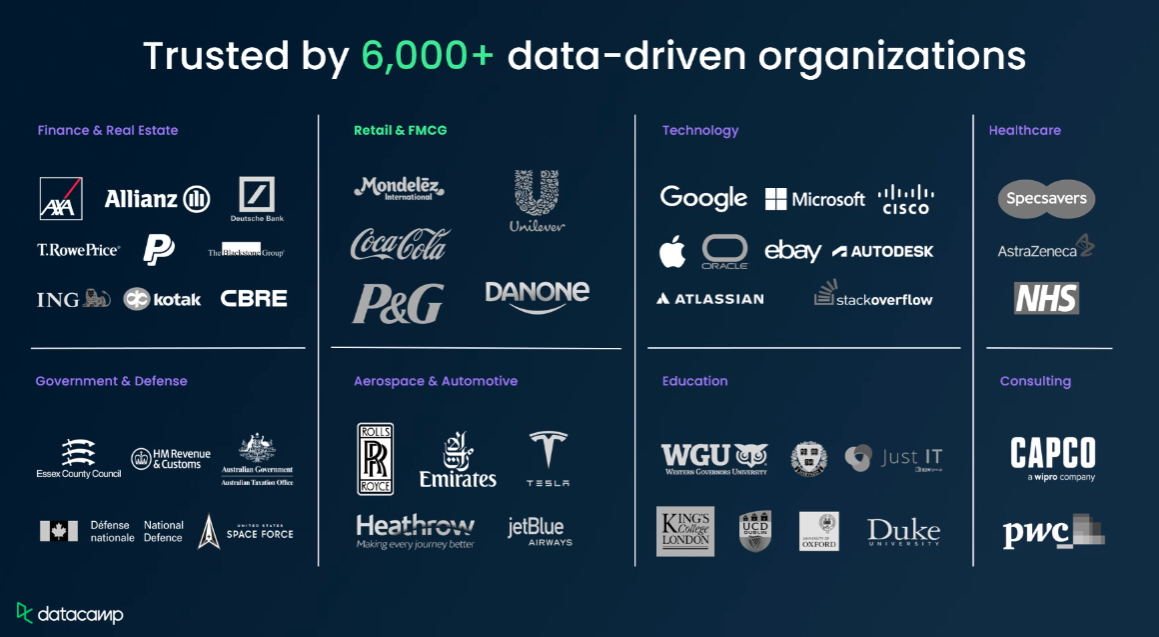 Trusted by 6,000+ data-driven organizations
Finance & Real Estate
AXA
Allianz
Deutsche Bank
T.RowePrice®
P
The Blackstone Group®
ING
kotak
CBRE
Retail & FMCG
Mondelēz
International
Unilever
Coca-Cola
P&G
DANONE
Technology
Google
Microsoft
CISCO
ORACLE
ebay
AUTODESK
ATLASSIAN
stackoverflow
Healthcare
Specsavers
AstraZeneca
NHS
Government & Defense
Essex County Council
HM Revenue
& Customs
Australian Government
Australian Taxation Office
Défense
nationale
National
Defence
UNITED STATES
SPACE FORCE
Aerospace & Automotive
ROLLS
RR
ROYCE
Emirates
TESLA
Heathrow
Making every journey better
jetBlue
AIRWAYS
Education
WGU
WESTERN GOVERNORS UNIVERSITY
Just IT
KING'S
College
LONDON
UCD
DUBLIN
UNIVERSITY OF
OXFORD
Duke
UNIVERSITY
Consulting
CAPCO
a wipro company
pwc
datacamp